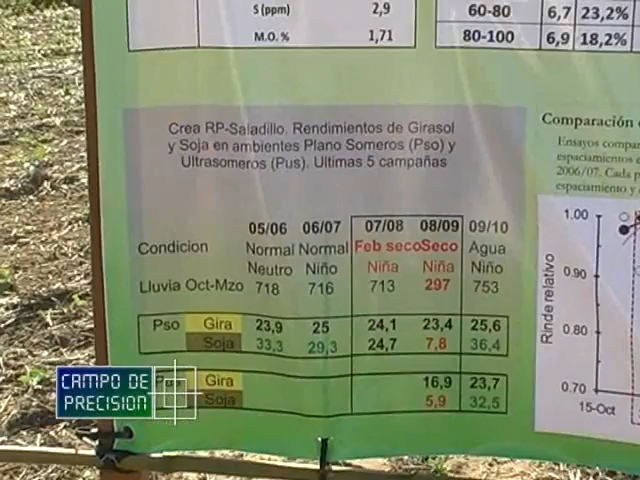 S (ppm) 2,9
M.O. % 1,71
60-80 6,7 23,2%
80-100 6,9 18,2%
Crea RP-Saladillo. Rendimientos de Girasol
y Soja en ambientes Plano Someros (Pso) y
Ultrasomeros (Pus). Ultimas 5 campañas
05/06 06/07 07/08 08/09 09/10
Condicion Normal Normal Feb seco Seco Agua
Neutro Niño Niña Niña Niño
Lluvia Oct-Mzo 718 716 713 297 753
Pso Gira 23,9 25 24,1 23,4 25,6
Soja 33,3 29,3 24,7 7,8 36,4
Pus Gira 16,9 23,7
Soja 5,9 32,5
Comparación
Ensayos compar
espaciamientos
2006/07. Cada p
espaciamiento y
1.00
0.90
0.80
0.70
Rinde relativo
15-Oct
CAMPO DE
PRECISION